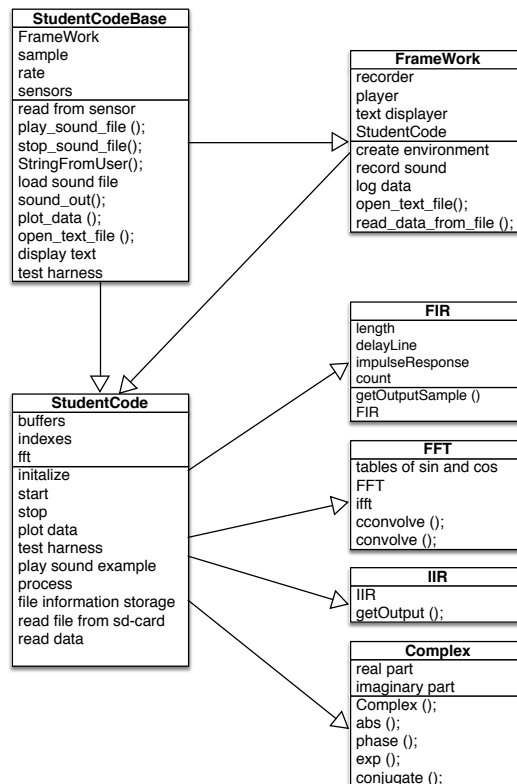 StudentCodeBase
FrameWork
sample
rate
sensors
read from sensor
play_sound_file ();
stop_sound_file();
StringFromUser();
load sound file
sound_out();
plot_data ();
open_text_file ();
display text
test harness
FrameWork
recorder
player
text displayer
StudentCode
create environment
record sound
log data
open_text_file();
read_data_from_file ();
StudentCode
buffers
indexes
fft
initalize
start
stop
plot data
test harness
play sound example
process
file information storage
read file from sd-card
read data
FIR
length
delayLine
impulseResponse
count
getOutputSample ()
FIR
FFT
tables of sin and cos
FFT
ifft
cconvolve ();
convolve ();
IIR
IIR
getOutput ();
Complex
real part
imaginary part
Complex ();
abs ();
phase ();
exp ();
conjugate ();